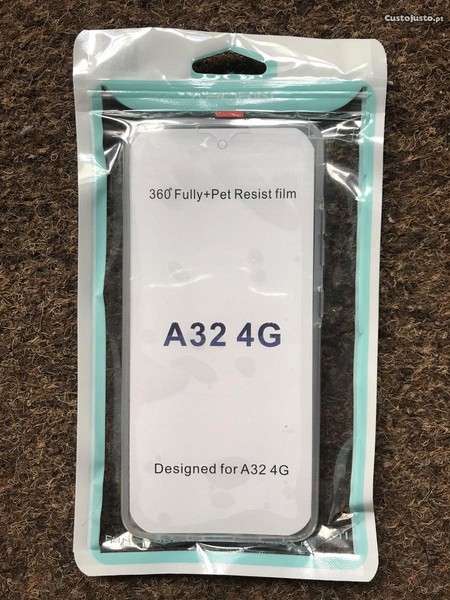 CustoJusto.pt
360°Fully+Pet Resist film
A32 4G
Designed for A32 4G